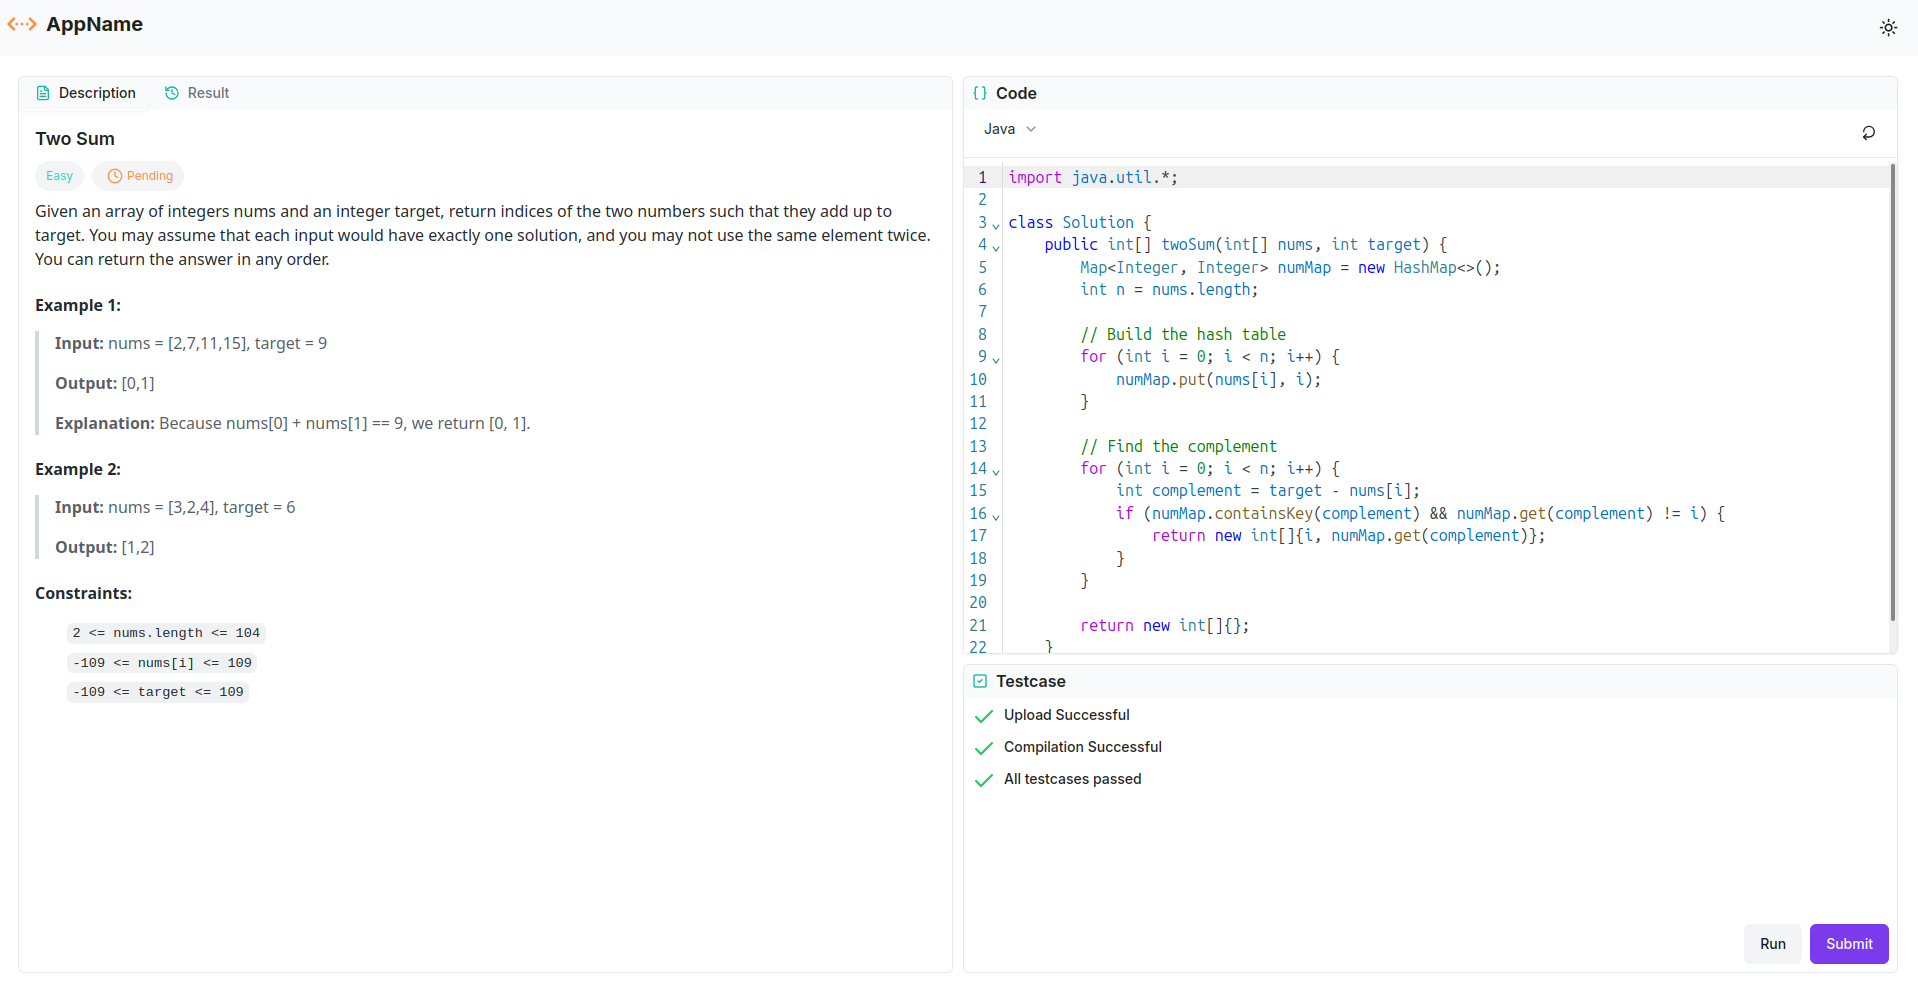 AppName
Description
Result
Two Sum
Easy
Pending
Given an array of integers nums and an integer target, return indices of the two numbers such that they add up to
target. You may assume that each input would have exactly one solution, and you may not use the same element twice.
You can return the answer in any order.
Example 1:
Input: nums = [2,7,11,15], target = 9
Output: [0,1]
Explanation: Because nums[0] + nums[1] == 9, we return [0, 1].
Example 2:
Input: nums = [3,2,4], target = 6
Output: [1,2]
Constraints:
2 <= nums.length <= 104
-109 <= nums[i] <= 109
-109 <= target <= 109
Code
Java
1 import java.util.*;
2
3 class Solution {
4     public int[] twoSum(int[] nums, int target) {
5         Map<Integer, Integer> numMap = new HashMap<>();
6         int n = nums.length;
7
8         // Build the hash table
9         for (int i = 0; i < n; i++) {
10             numMap.put(nums[i], i);
11         }
12
13         // Find the complement
14         for (int i = 0; i < n; i++) {
15             int complement = target - nums[i];
16             if (numMap.containsKey(complement) && numMap.get(complement) != i) {
17                 return new int[]{i, numMap.get(complement)};
18             }
19         }
20
21         return new int[]{};
22     }
Testcase
Upload Successful
Compilation Successful
All testcases passed
Run
Submit